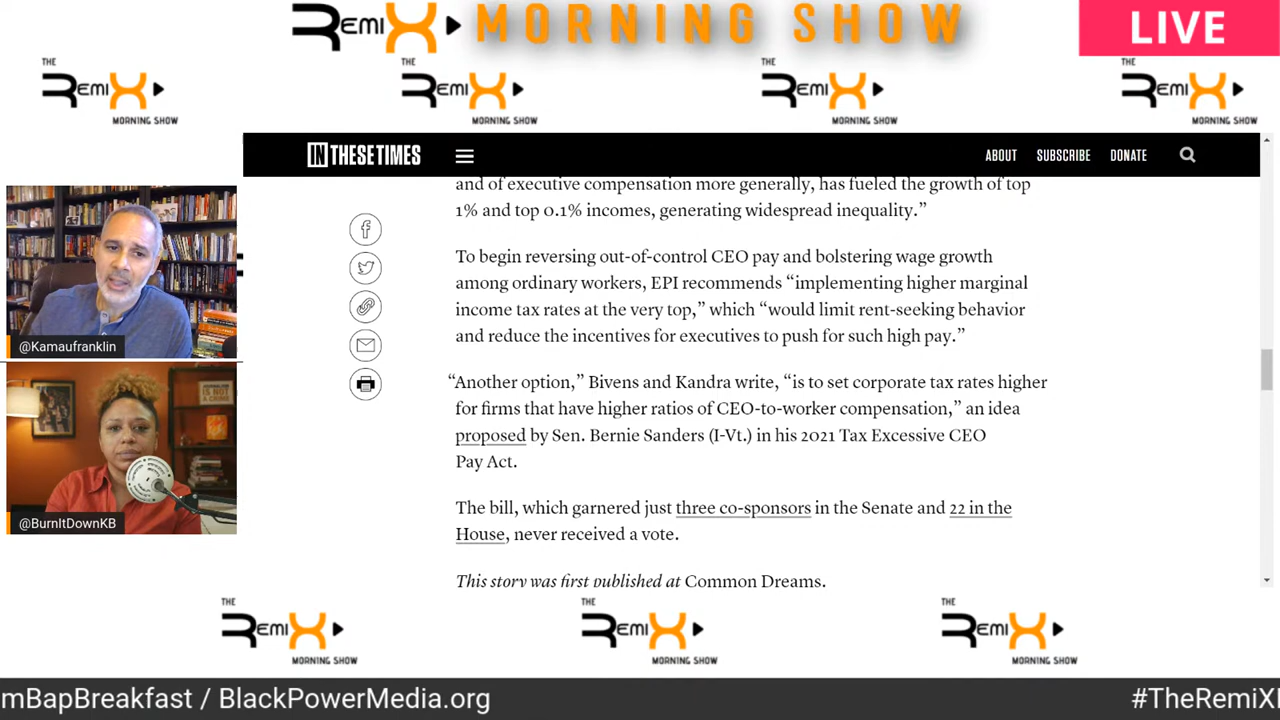 THE REMIX MORNING SHOW
LIVE
THE
REMIX
MORNING SHOW
THE
REMIX
MORNING SHOW
THE
REMIX
MORNING SHOW
THE
REMIX
MORNING SHOW
IN THESE TIMES
ABOUT SUBSCRIBE DONATE
and of executive compensation more generally, has fueled the growth of top
1% and top 0.1% incomes, generating widespread inequality.”
To begin reversing out-of-control CEO pay and bolstering wage growth
among ordinary workers, EPI recommends “implementing higher marginal
income tax rates at the very top,” which “would limit rent-seeking behavior
and reduce the incentives for executives to push for such high pay.”
“Another option,” Bivens and Kandra write, “is to set corporate tax rates higher
for firms that have higher ratios of CEO-to-worker compensation,” an idea
proposed by Sen. Bernie Sanders (I-Vt.) in his 2021 Tax Excessive CEO
Pay Act.
The bill, which garnered just three co-sponsors in the Senate and 22 in the
House, never received a vote.
This story was first published at Common Dreams.
@Kamaufranklin
JOURNALISM
IS NOT
A CRIME
@BurnItDownKB
THE
REMIX
MORNING SHOW
THE
REMIX
MORNING SHOW
THE
REMIX
MORNING SHOW
mBapBreakfast / BlackPowerMedia.org
#TheRemiX